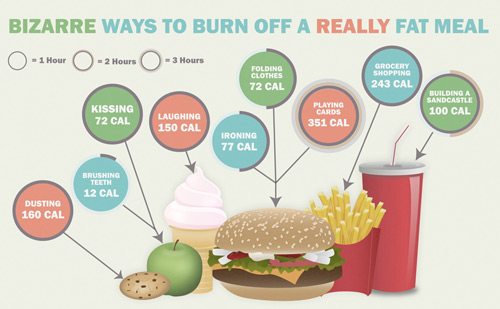 BIZARRE WAYS TO BURN OFF A REALLY FAT MEAL
= 1 Hour
= 2 Hours
= 3 Hours
FOLDING
CLOTHES
72 CAL
GROCERY
SHOPPING
243 CAL
KISSING
72 CAL
LAUGHING
150 CAL
PLAYING
CARDS
351 CAL
BUILDING A
SANDCASTLE
100 CAL
IRONING
77 CAL
BRUSHING
TEETH
12 CAL
DUSTING
160 CAL